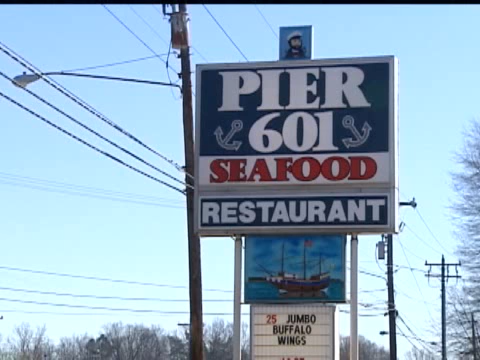 PIER
601
SEAFOOD
RESTAURANT
25 JUMBO
BUFFALO
WINGS